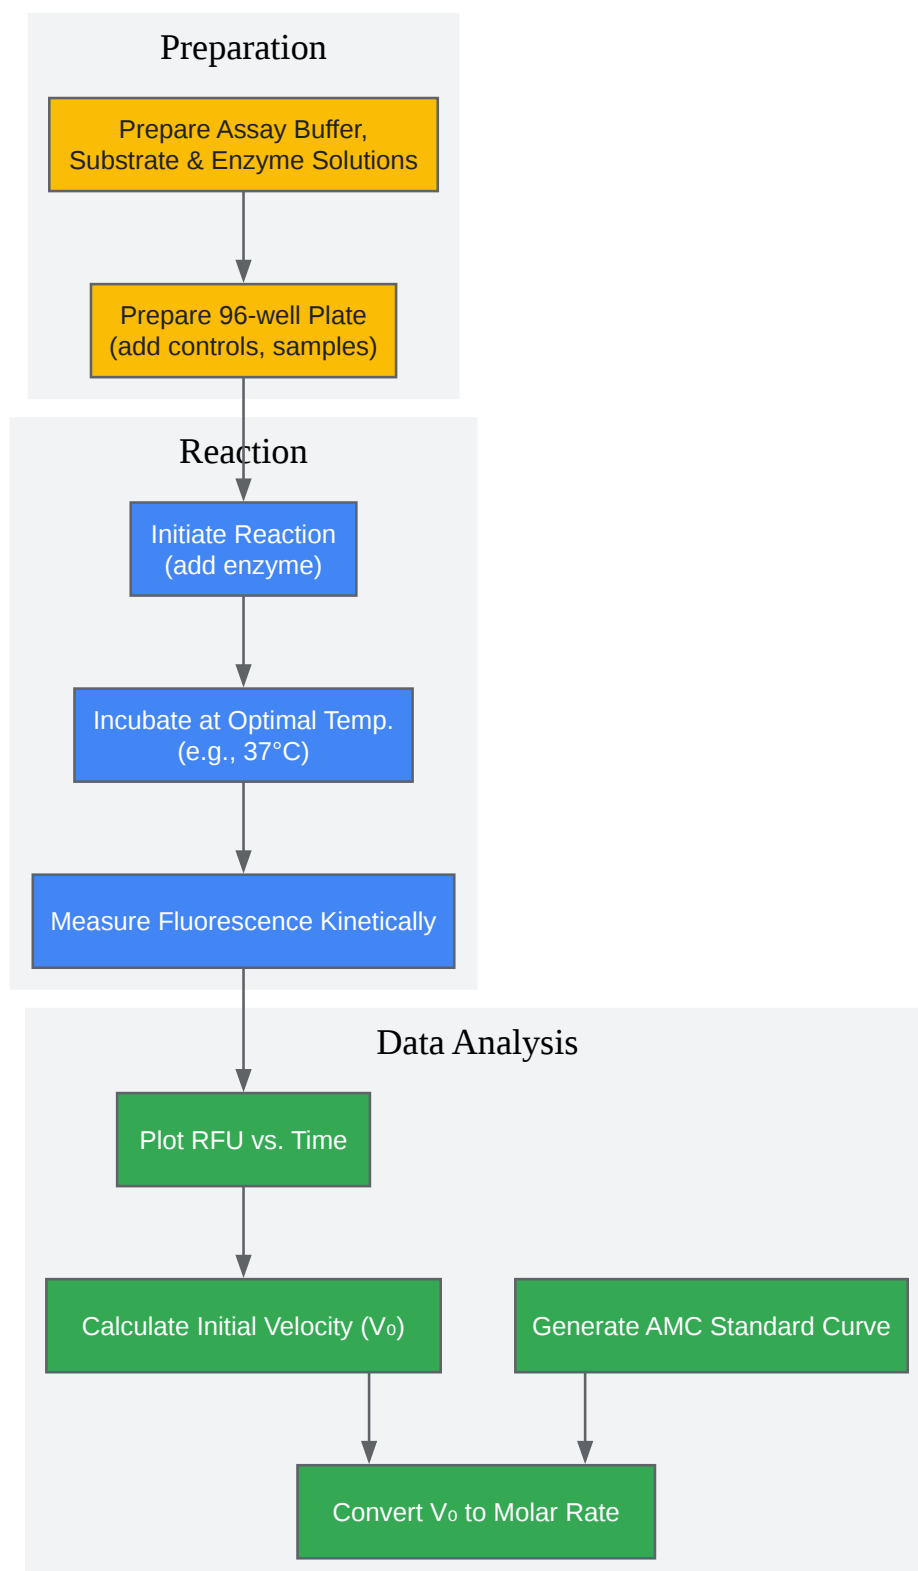 Preparation
Prepare Assay Buffer,
Substrate & Enzyme Solutions
Prepare 96-well Plate
(add controls, samples)
Reaction
Initiate Reaction
(add enzyme)
Incubate at Optimal Temp.
(e.g., 37°C)
Measure Fluorescence Kinetically
Data Analysis
Plot RFU vs. Time
Calculate Initial Velocity (V₀)
Generate AMC Standard Curve
Convert V₀ to Molar Rate